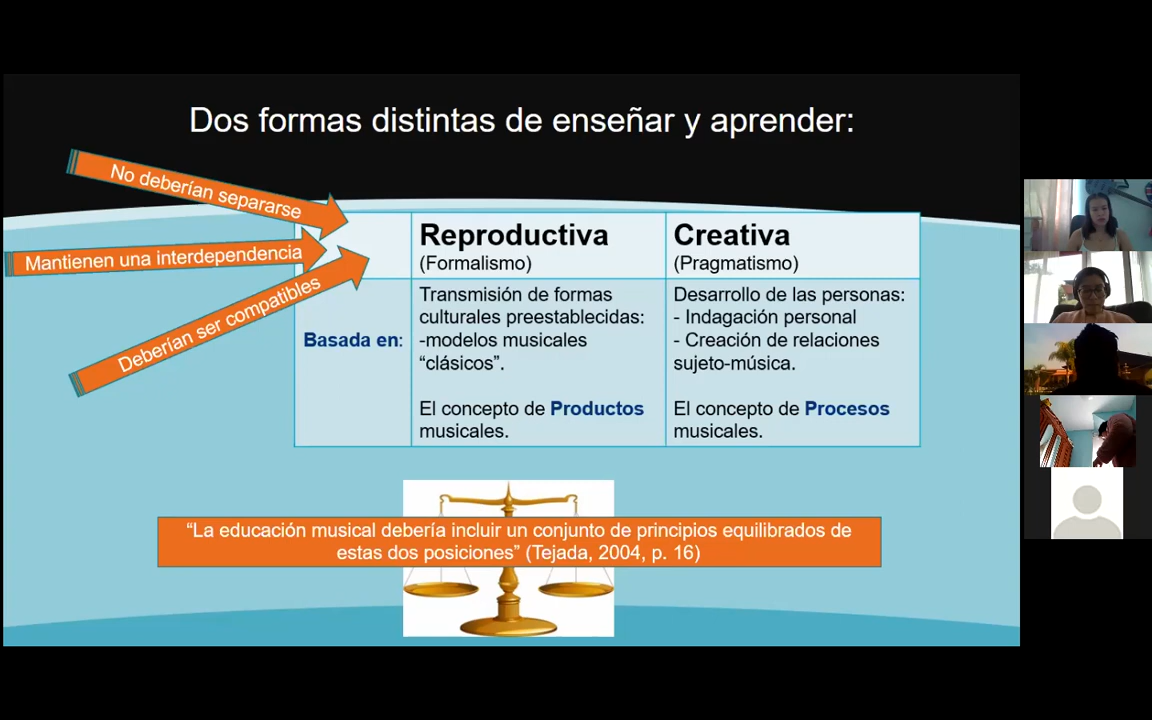 Dos formas distintas de enseñar y aprender:
No deberían separarse
Mantienen una interdependencia
Deberían ser compatibles
Reproductiva
(Formalismo)
Creativa
(Pragmatismo)
Basada en:
Transmisión de formas
culturales preestablecidas:
-modelos musicales
“clásicos”.
El concepto de Productos
musicales.
Desarrollo de las personas:
- Indagación personal
- Creación de relaciones
sujeto-música.
El concepto de Procesos
musicales.
“La educación musical debería incluir un conjunto de principios equilibrados de
estas dos posiciones” (Tejada, 2004, p. 16)